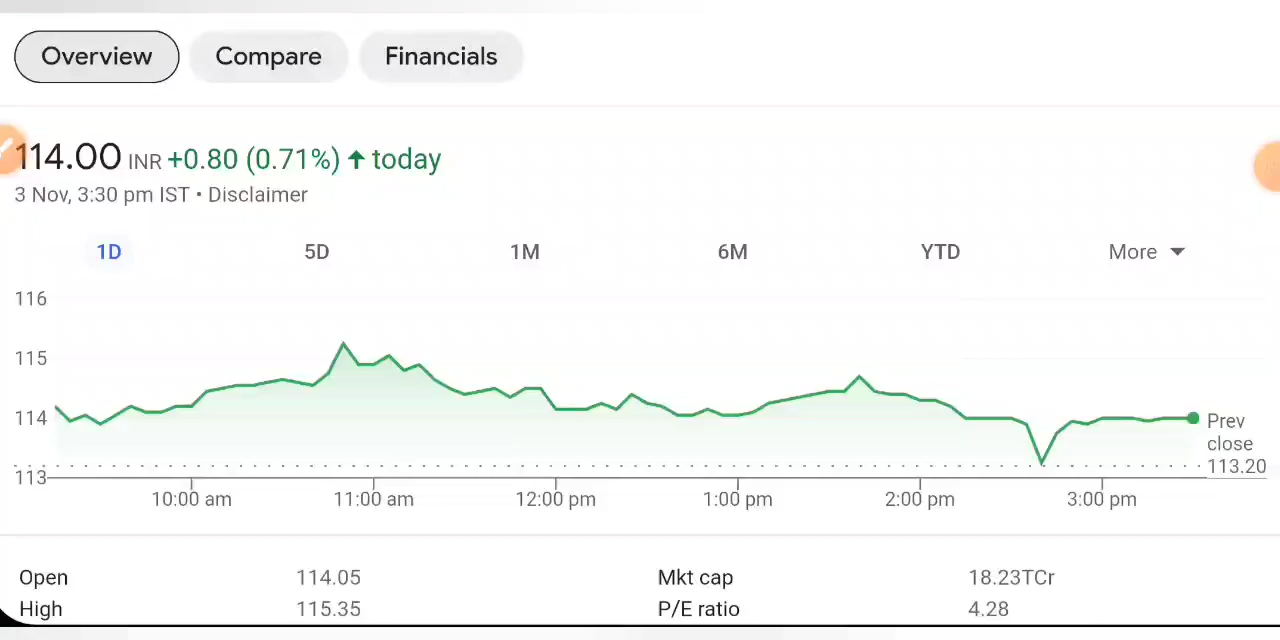 Overview Compare Financials
114.00 INR +0.80 (0.71%) ↑ today
3 Nov, 3:30 pm IST • Disclaimer
1D 5D 1M 6M YTD More
116
115
114
113
Prev
close
113.20
10:00 am 11:00 am 12:00 pm 1:00 pm 2:00 pm 3:00 pm
Open 114.05 Mkt cap 18.23TCr
High 115.35 P/E ratio 4.28